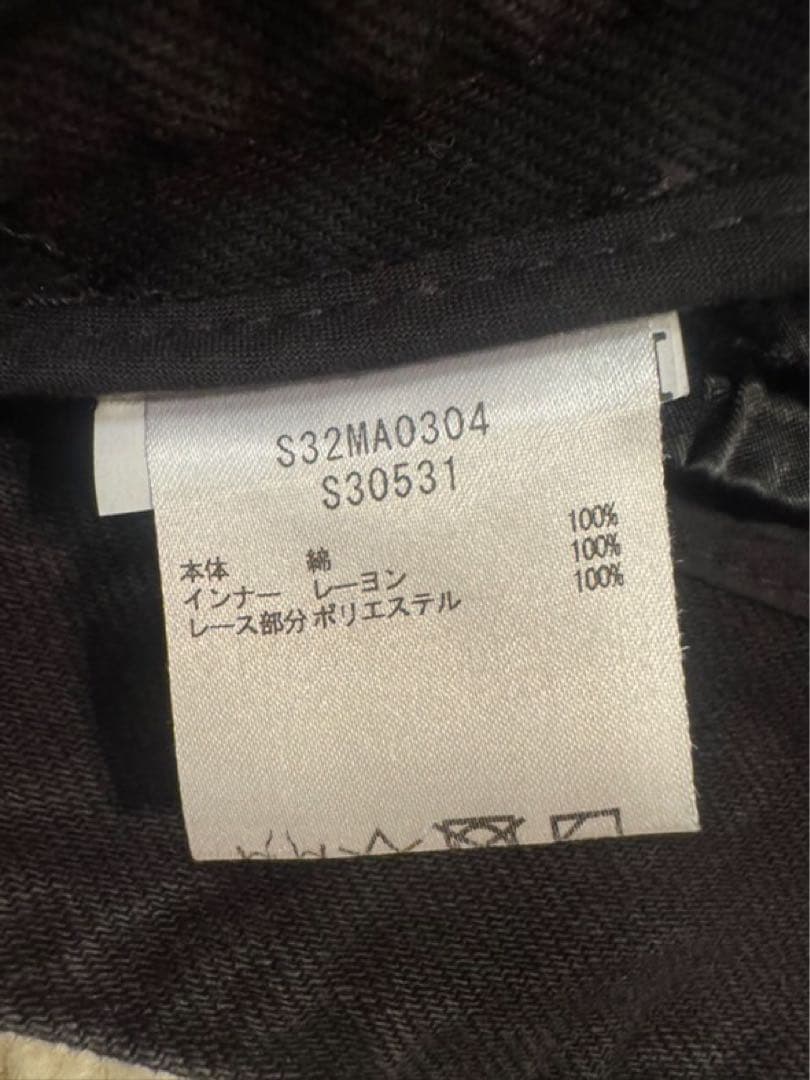 S32MA0304
S30531
本体 綿 100%
インナー レーヨン 100%
レース部分 ポリエステル 100%